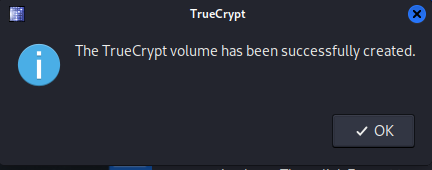 TrueCrypt
The TrueCrypt volume has been successfully created.
OK